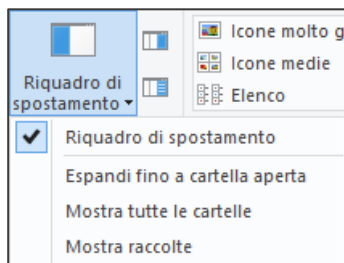 Riquadro di
spostamento
Icone molto g
Icone medie
Elenco
Riquadro di spostamento
Espandi fino a cartella aperta
Mostra tutte le cartelle
Mostra raccolte